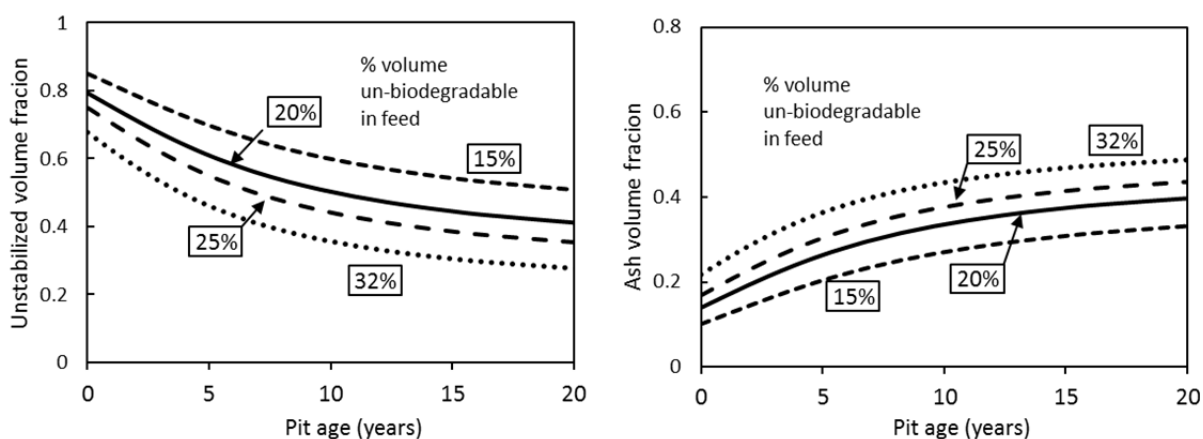 Unstabilized volume fracion
1
0.8
0.6
0.4
0.2
0
0
5
10
15
20
Pit age (years)
% volume
un-biodegradable
in feed
20%
15%
25%
32%
Ash volume fracion
0.8
0.6
0.4
0.2
0
0
5
10
15
20
Pit age (years)
% volume
un-biodegradable
in feed
25%
32%
15%
20%